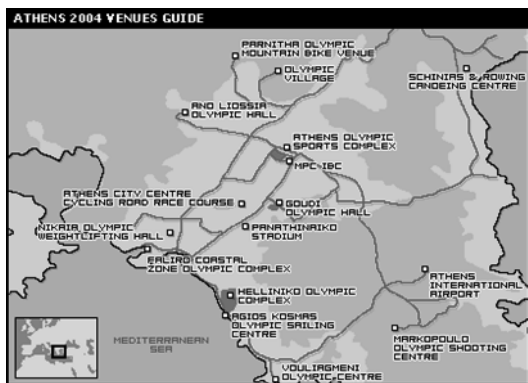 ATHENS 2004 VENUES GUIDE
PARNITHA OLYMPIC
MOUNTAIN BIKE VENUE
OLYMPIC
VILLAGE
SCHINIAS & ROWING
CANOEING CENTRE
ANO LIOSSIA
OLYMPIC HALL
ATHENS OLYMPIC
SPORTS COMPLEX
MPC-IBC
ATHENS CITY CENTRE
CYCLING ROAD RACE COURSE
GOUDI OLYMPIC
OLYMPIC HALL
NIKAIA OLYMPIC
WEIGHTLIFTING HALL
PANATHINAIKO
STADIUM
FALIRO COASTAL
ZONE OLYMPIC COMPLEX
ATHENS
INTERNATIONAL
AIRPORT
HELLINIKO OLYMPIC
COMPLEX
AGIOS KOSMAS
OLYMPIC SAILING
CENTRE
MEDITERRANEAN
SEA
MARKOPOULO
OLYMPIC SHOOTING
CENTRE
VOULIAGMENI
OLYMPIC CENTRE